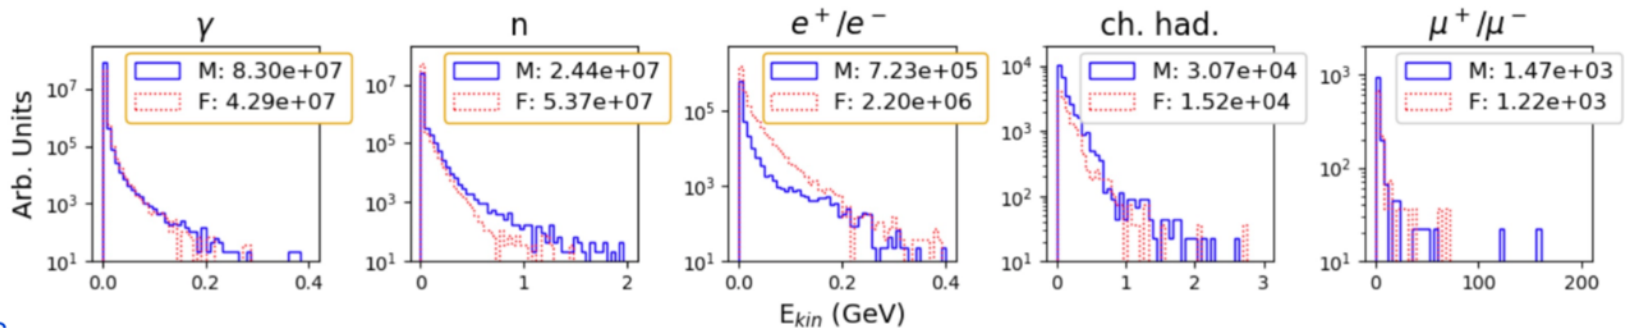 γ n e⁺/e⁻ ch. had. μ⁺/μ⁻
M: 8.30e+07
F: 4.29e+07
M: 2.44e+07
F: 5.37e+07
M: 7.23e+05
F: 2.20e+06
M: 3.07e+04
F: 1.52e+04
M: 1.47e+03
F: 1.22e+03
Arb. Units
10⁷
10⁵
10³
10¹
10⁷
10⁵
10³
10¹
10⁵
10³
10¹
10⁴
10³
10²
10¹
10³
10²
10¹
0.0 0.2 0.4
0 1 2
0.0 0.2 0.4
0 1 2 3
0 100 200
E_kin (GeV)